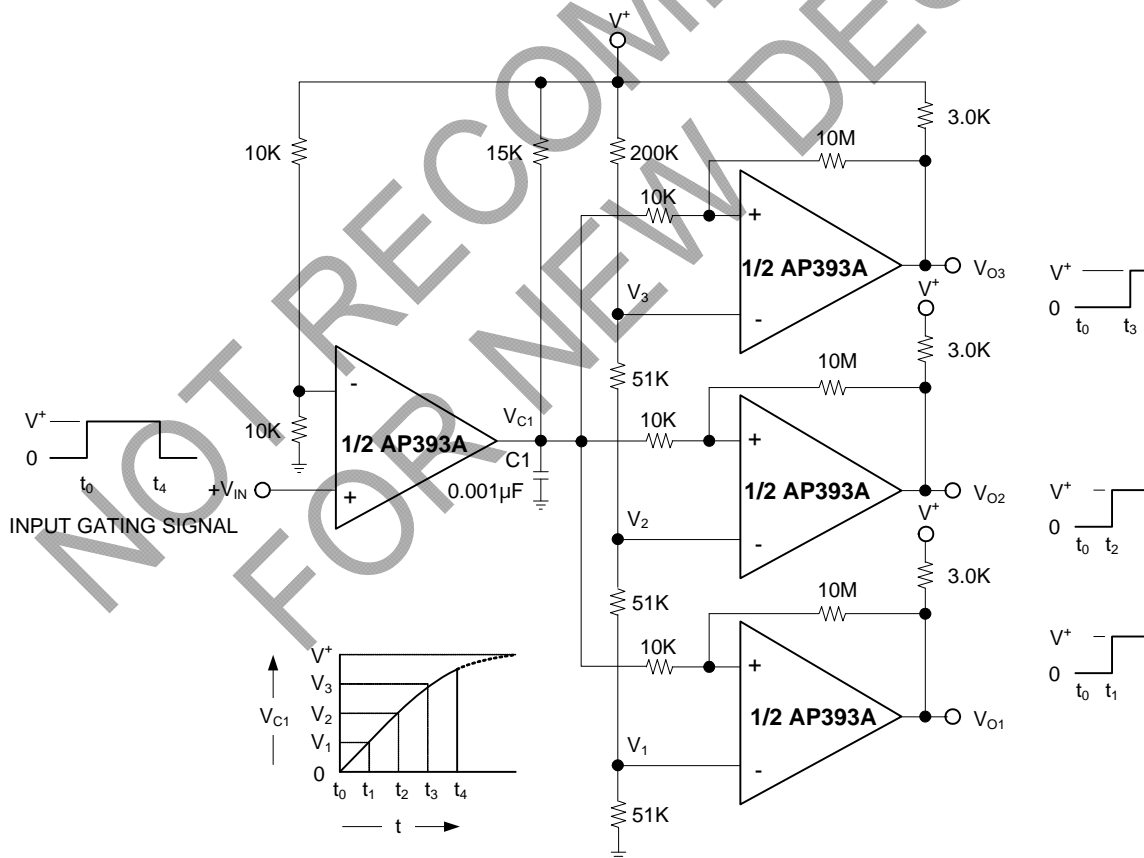 NOT RECOM
FOR NEW DE
V+
10K
15K
200K
10M
3.0K
10K
+
1/2 AP393A
-
VO3
V+
0
t0 t3
V3
V+
3.0K
51K
10M
10K
-
1/2 AP393A
+
10K
VC1
C1
0.001µF
V+
0
t0 t4
+VIN
INPUT GATING SIGNAL
10K
+
1/2 AP393A
-
VO2
V+
0
t0 t2
V2
V+
3.0K
51K
10M
10K
+
1/2 AP393A
-
VO1
V+
0
t0 t1
V1
51K
V+
V3
V2
V1
0
VC1
t0 t1 t2 t3 t4
t